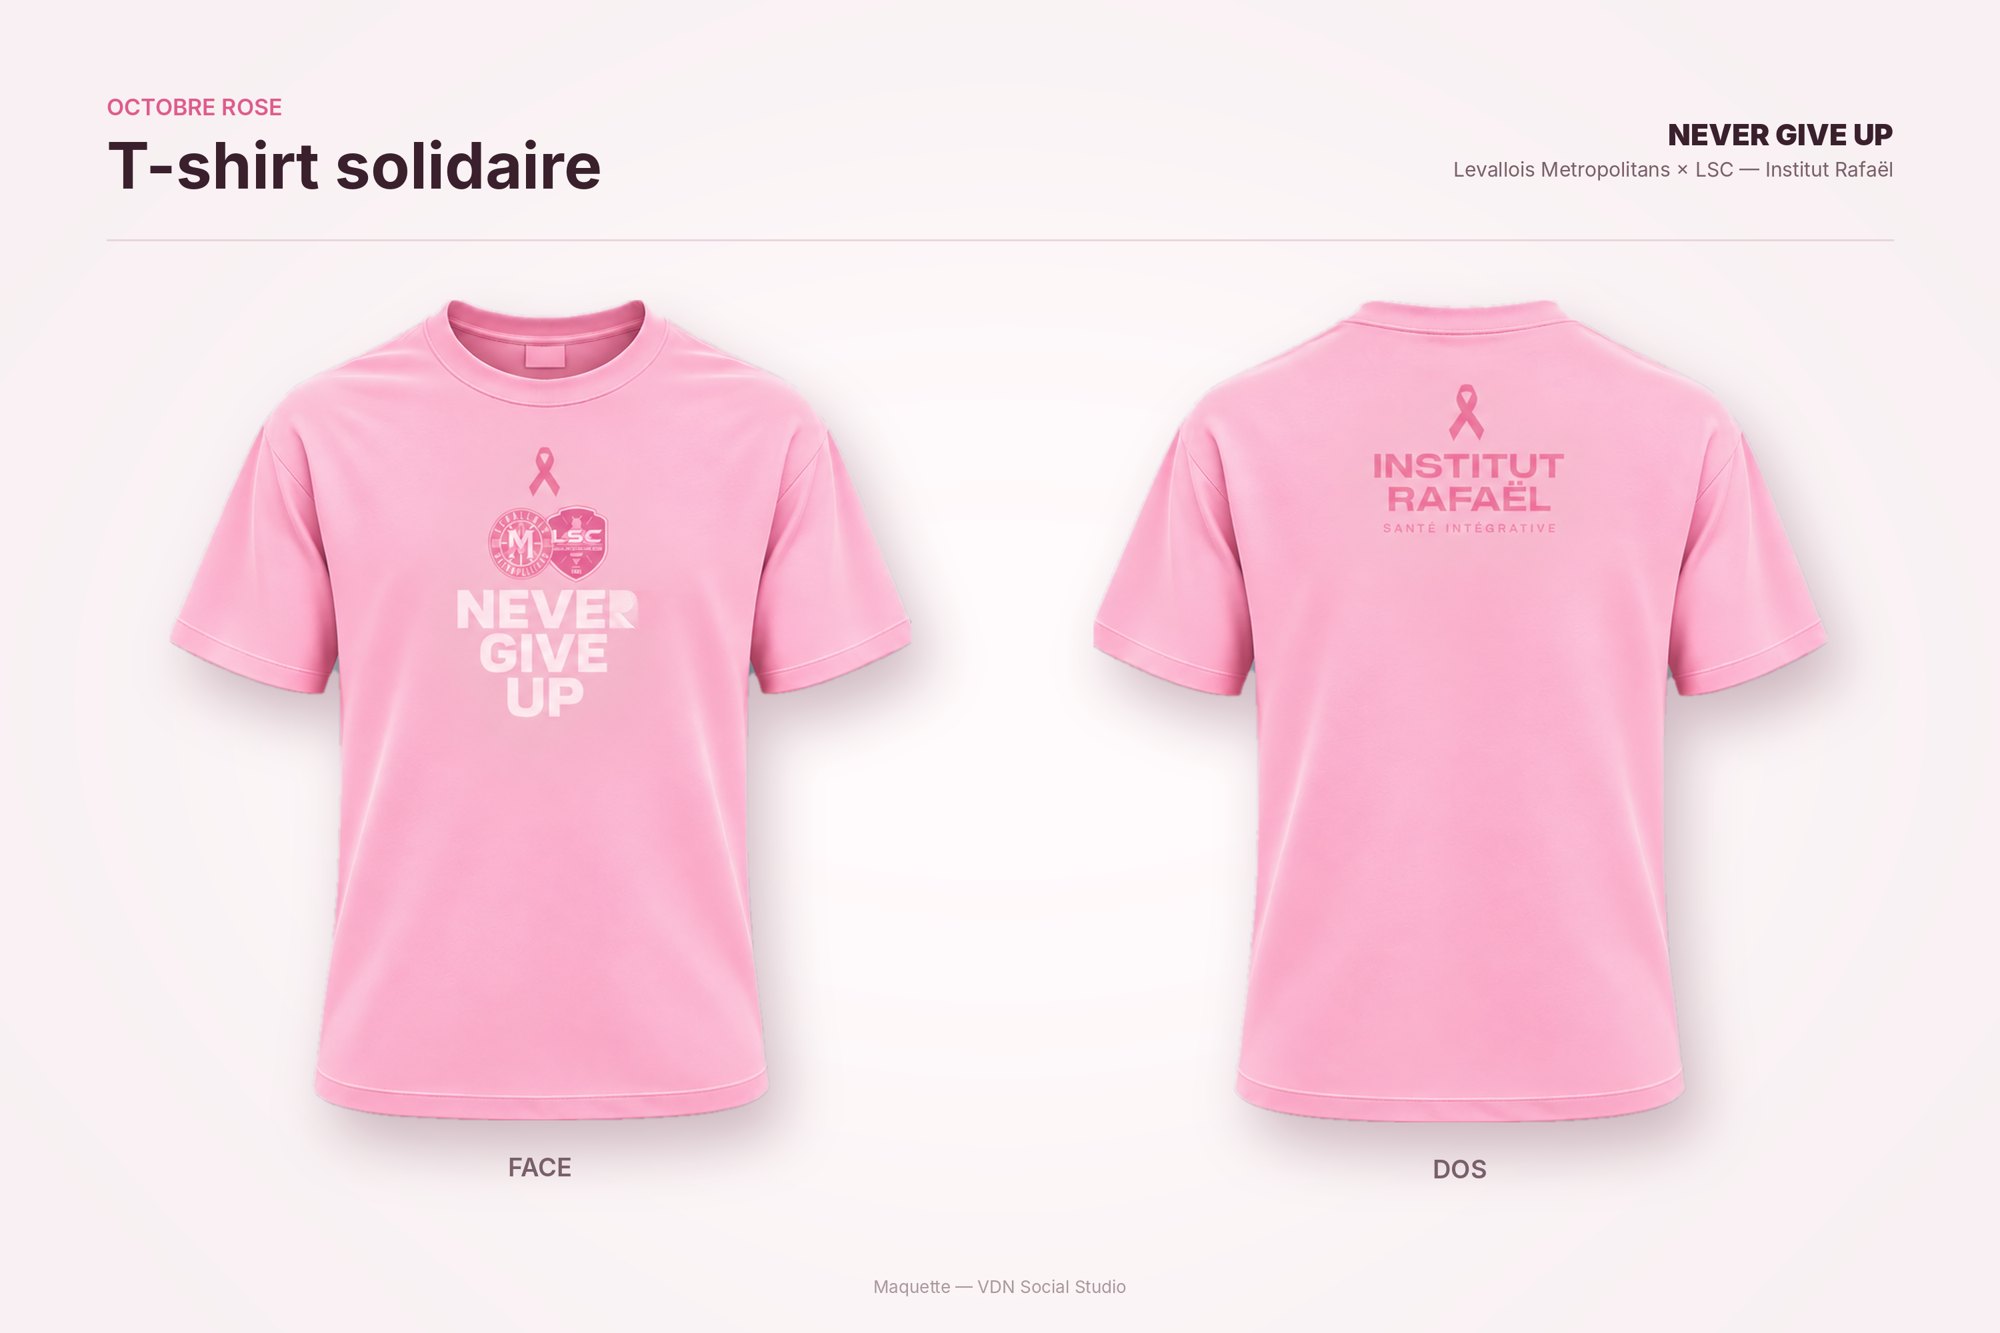 OCTOBRE ROSE
T-shirt solidaire
NEVER GIVE UP
Levallois Metropolitans × LSC — Institut Rafaël
M
LSC
NEVER
GIVE
UP
INSTITUT
RAFAËL
SANTÉ INTÉGRATIVE
FACE
DOS
Maquette — VDN Social Studio